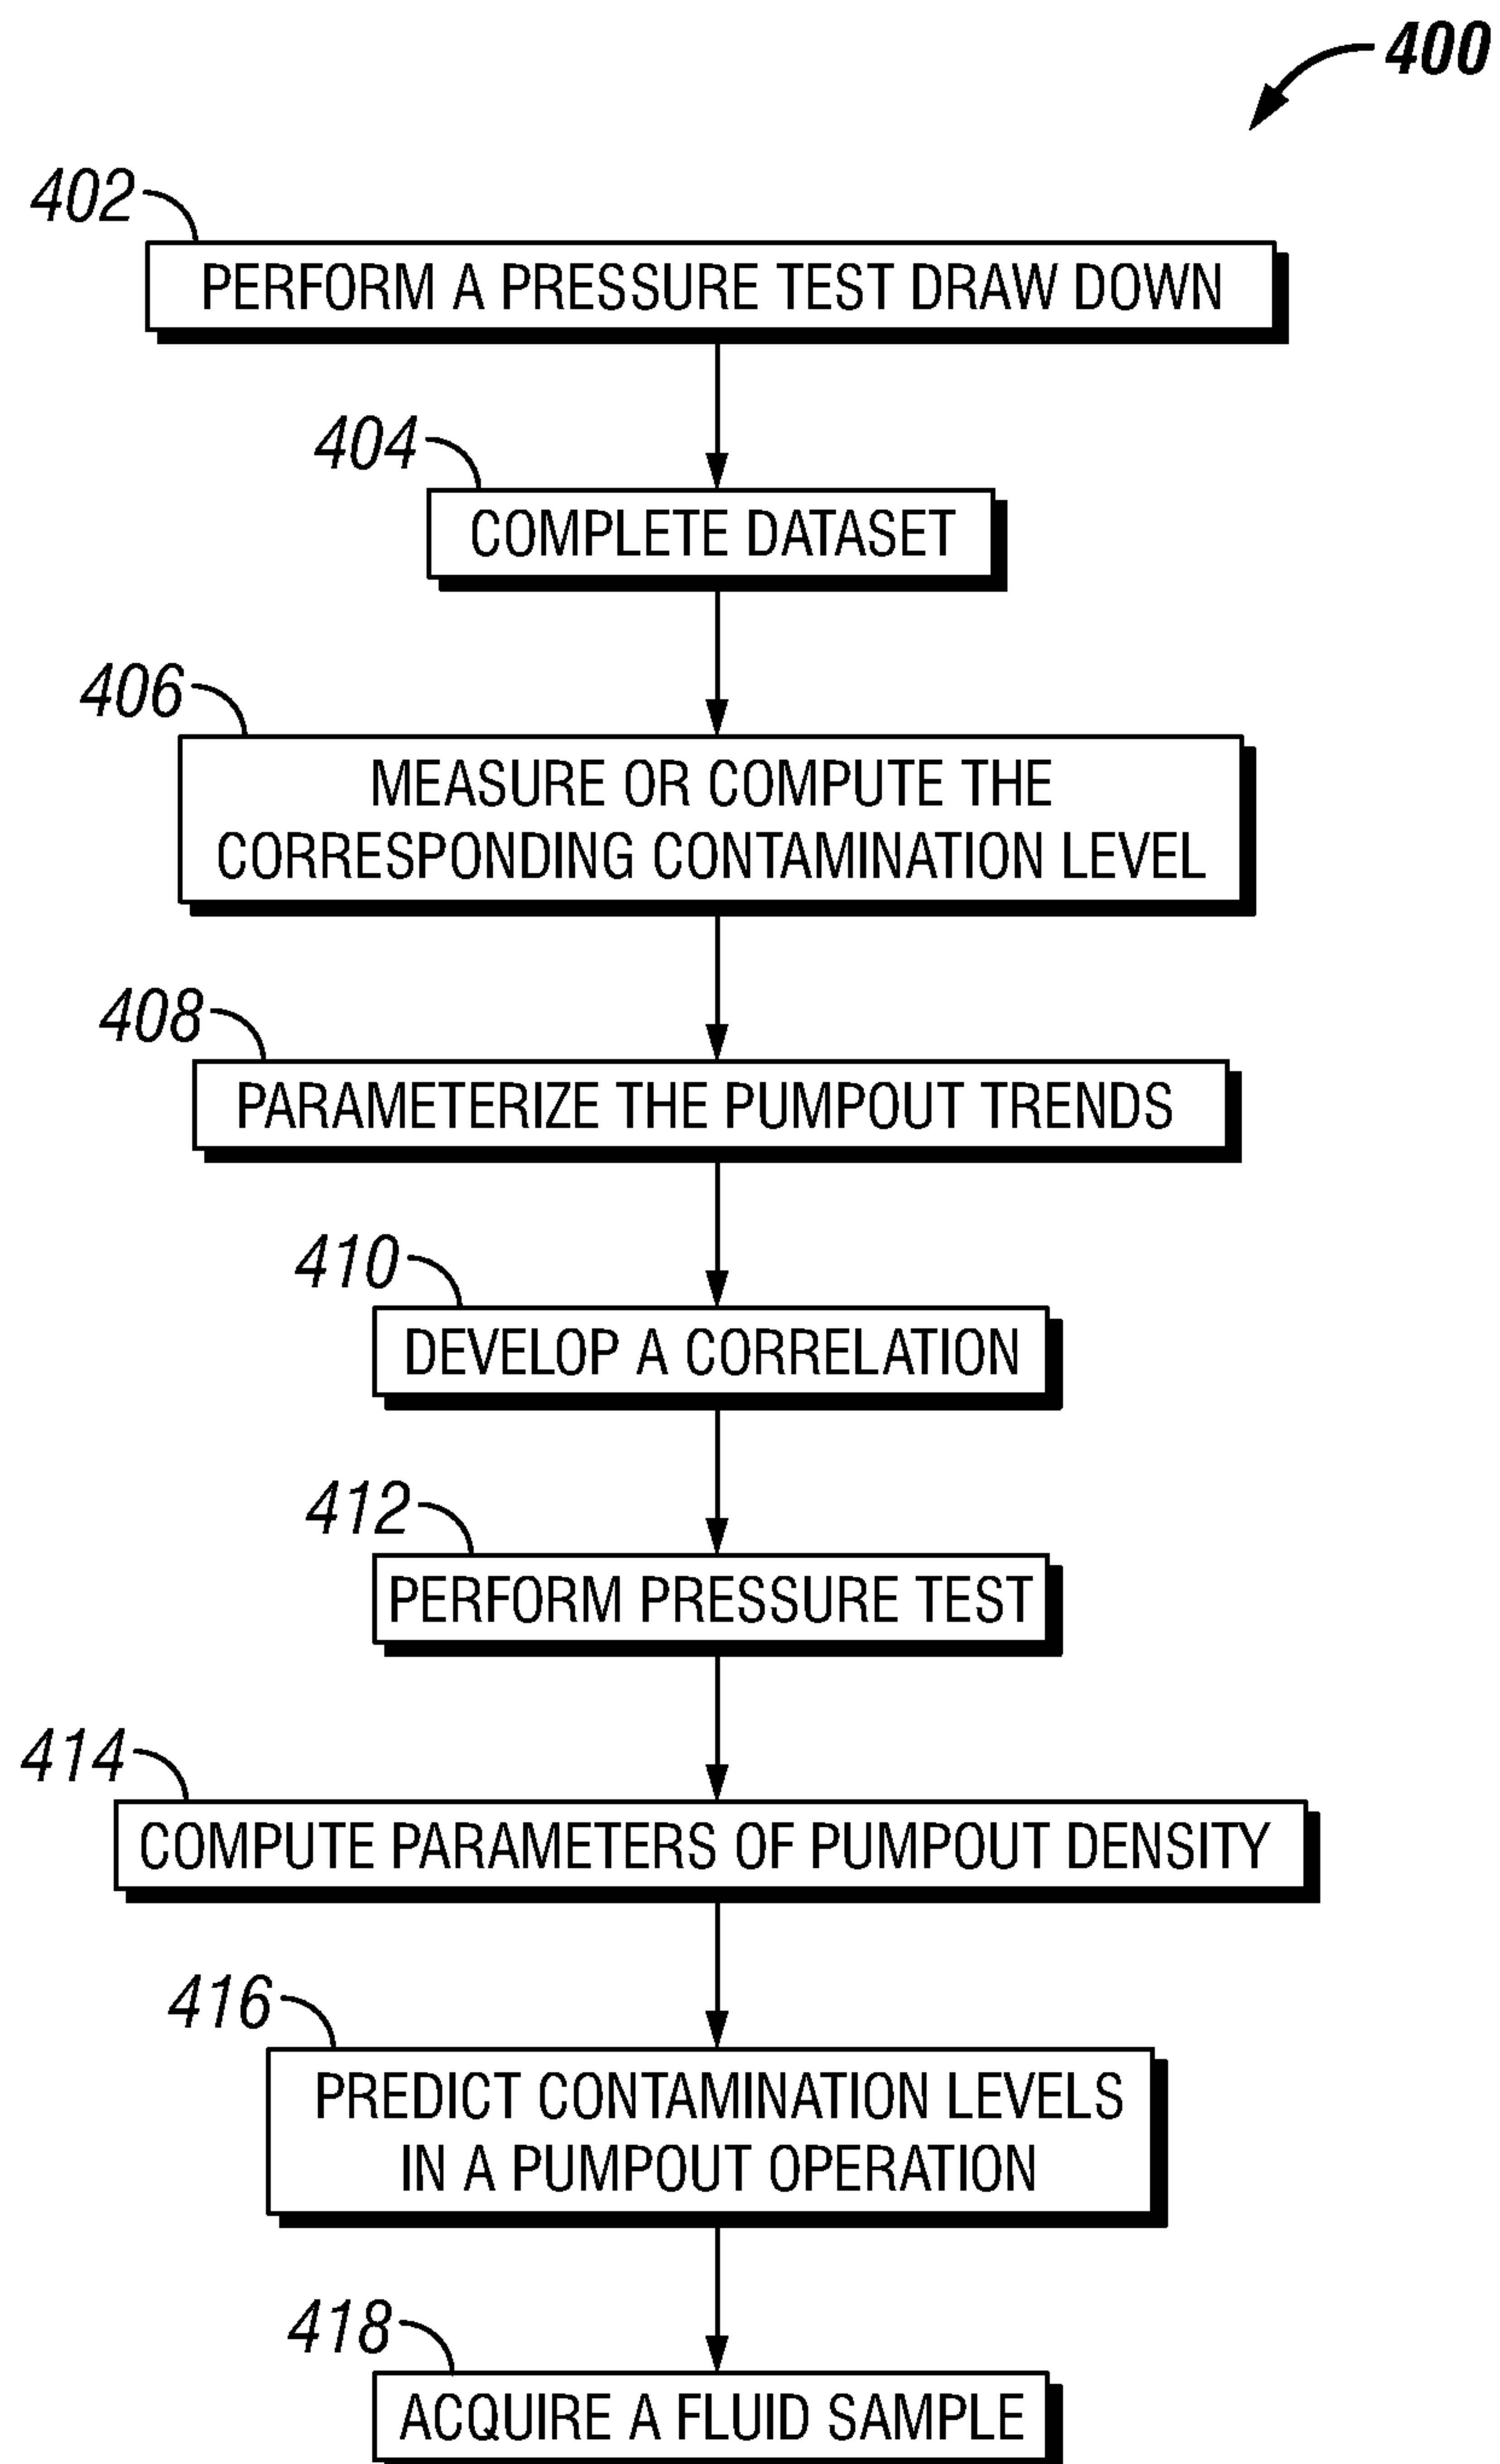 400
402
PERFORM A PRESSURE TEST DRAW DOWN
404
COMPLETE DATASET
406
MEASURE OR COMPUTE THE
CORRESPONDING CONTAMINATION LEVEL
408
PARAMETERIZE THE PUMPOUT TRENDS
410
DEVELOP A CORRELATION
412
PERFORM PRESSURE TEST
414
COMPUTE PARAMETERS OF PUMPOUT DENSITY
416
PREDICT CONTAMINATION LEVELS
IN A PUMPOUT OPERATION
418
ACQUIRE A FLUID SAMPLE